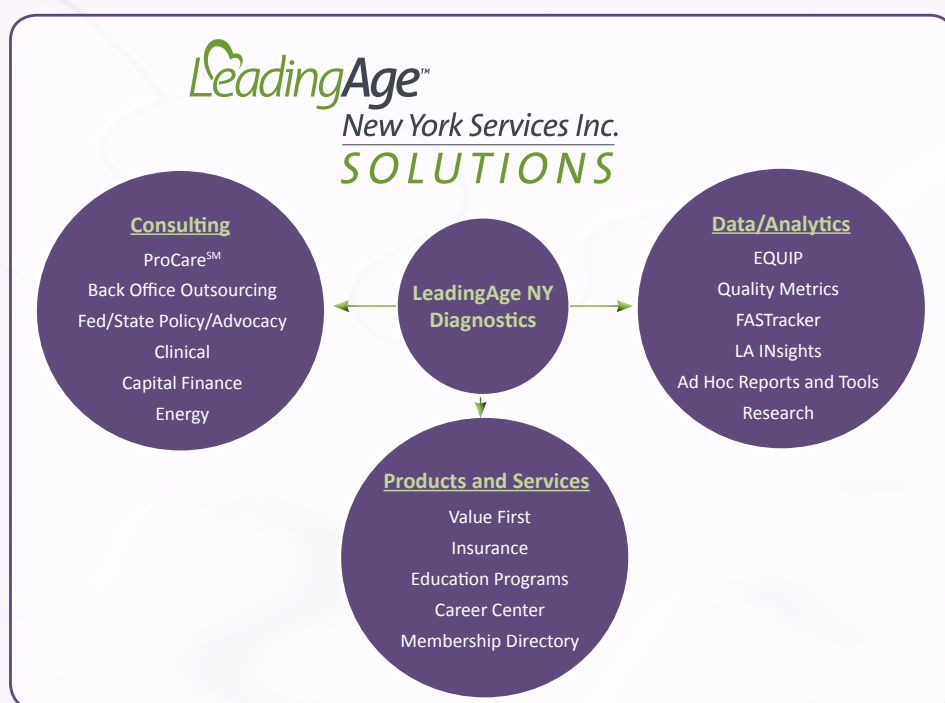 LeadingAge™
New York Services Inc.
SOLUTIONS
Consulting
ProCare℠
Back Office Outsourcing
Fed/State Policy/Advocacy
Clinical
Capital Finance
Energy
LeadingAge NY
Diagnostics
Data/Analytics
EQUIP
Quality Metrics
FASTracker
LA INsights
Ad Hoc Reports and Tools
Research
Products and Services
Value First
Insurance
Education Programs
Career Center
Membership Directory